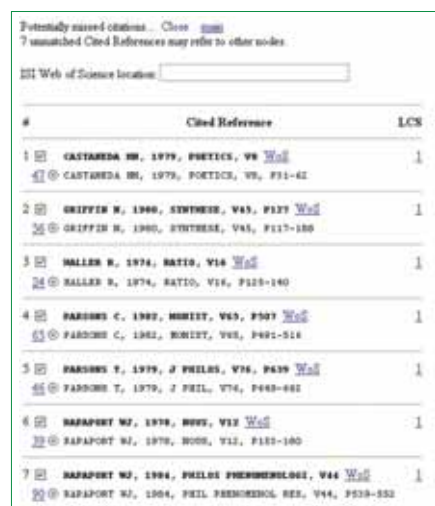 Potentially missed citations... Close main
7 unmatched Cited References may refer to other nodes.
ISI Web of Science location:
# Cited Reference LCS
1 CASTANEDA HN, 1979, POETICS, V8 WoS 1
47 CASTANEDA HN, 1979, POETICS, V8, P31-62
2 GRIFFIN N, 1980, SYNTHESE, V45, P137 WoS 1
36 GRIFFIN N, 1980, SYNTHESE, V45, P117-188
3 HALLER R, 1974, RATIO, V16 WoS 1
24 HALLER R, 1974, RATIO, V16, P125-140
4 PARSONS C, 1982, MONIST, V65, P507 WoS 1
65 PARSONS C, 1982, MONIST, V65, P491-516
5 PARSONS T, 1979, J PHILOS, V76, P639 WoS 1
46 PARSONS T, 1979, J PHIL, V76, P649-662
6 RAPAPORT WJ, 1978, NOUS, V12 WoS 1
39 RAPAPORT WJ, 1978, NOUS, V12, P153-180
7 RAPAPORT WJ, 1984, PHILOS PHENOMENOLOGI, V44 WoS 1
90 RAPAPORT WJ, 1984, PHIL PHENOMENOL RES, V44, P539-552